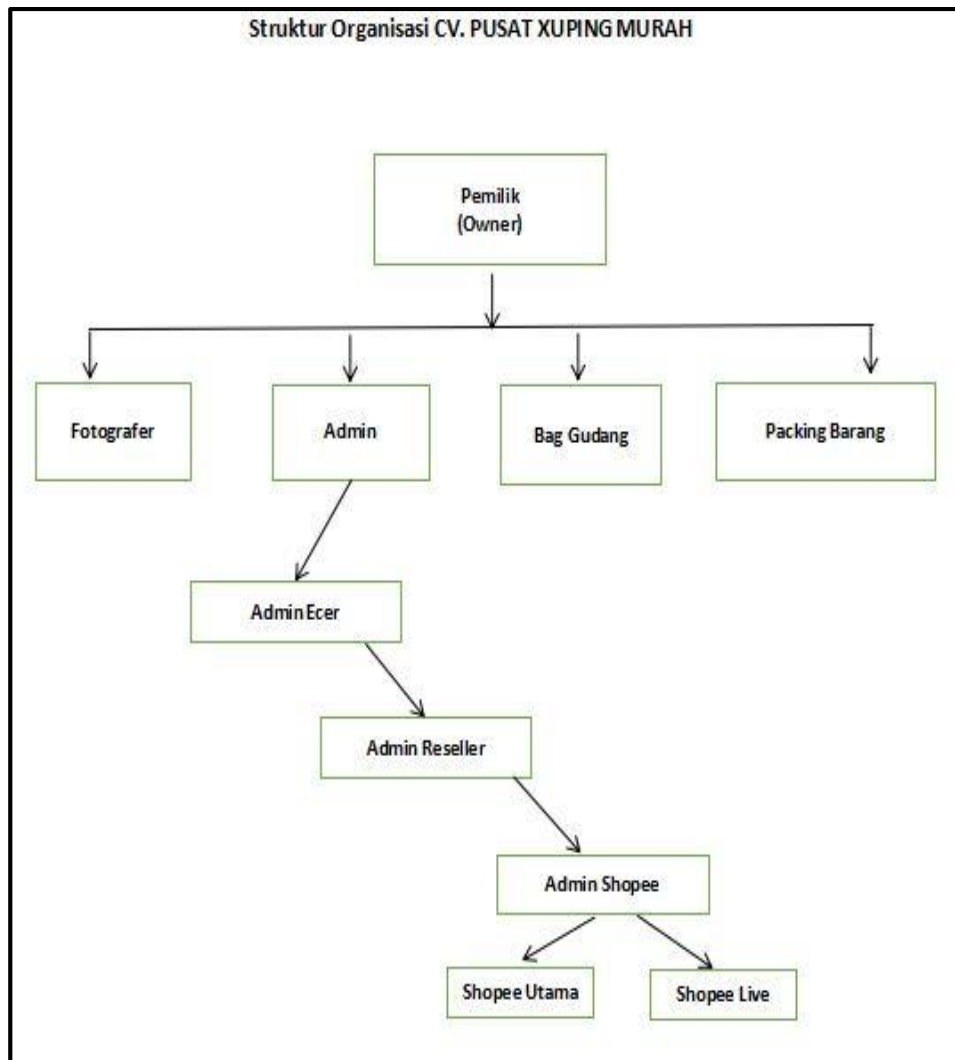 Struktur Organisasi CV. PUSAT XUPING MURAH
Pemilik
(Owner)
Fotografer
Admin
Bag Gudang
Packing Barang
Admin Ecer
Admin Reseller
Admin Shopee
Shopee Utama
Shopee Live